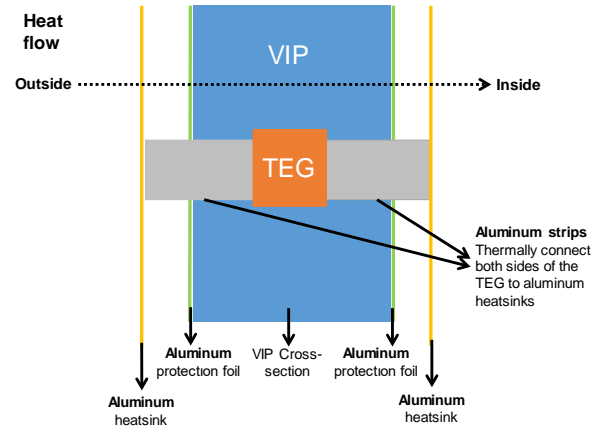 Heat
flow
VIP
Outside
Inside
TEG
Aluminum strips
Thermally connect
both sides of the
TEG to aluminum
heatsinks
Aluminum
protection foil
VIP Cross-
section
Aluminum
protection foil
Aluminum
heatsink
Aluminum
heatsink